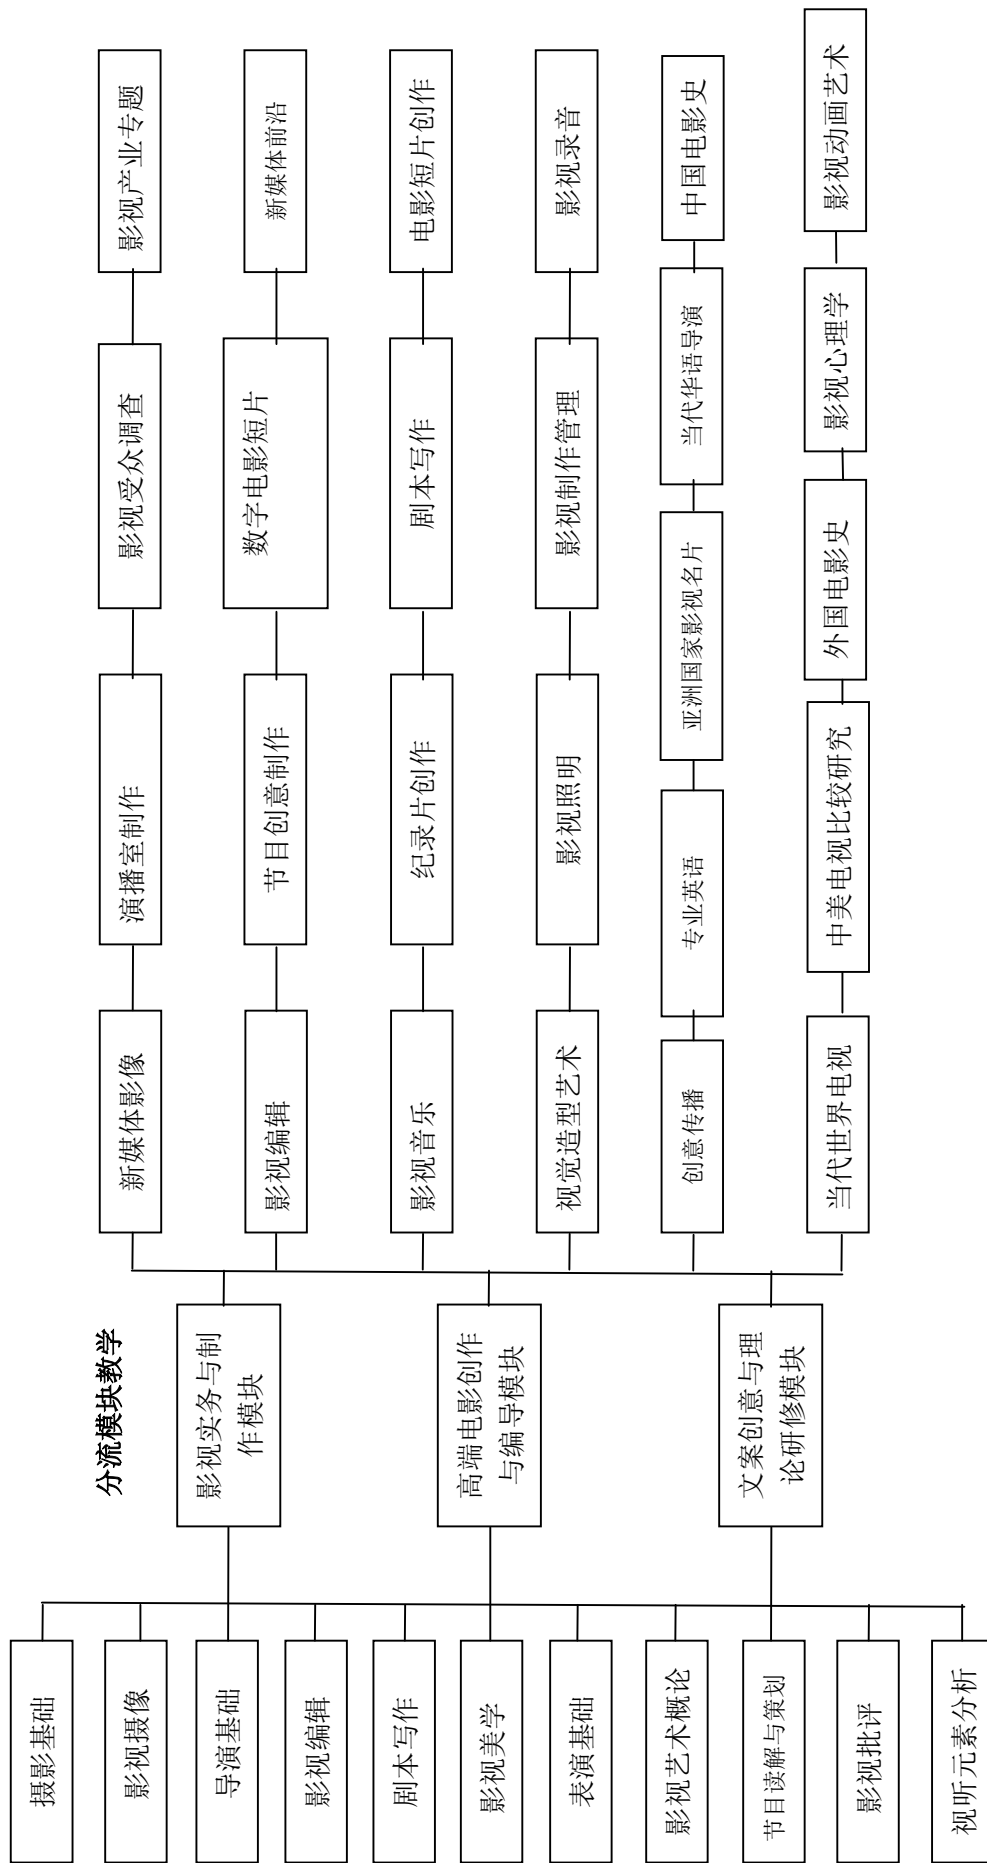 摄影基础
影视摄像
导演基础
影视编辑
剧本写作
影视美学
表演基础
影视艺术概论
节目读解与策划
影视批评
视听元素分析
分流模块教学
影视实务与制
作模块
高端电影创作
与编导模块
文案创意与理
论研修模块
新媒体影像
演播室制作
影视受众调查
影视产业专题
影视编辑
节目创意制作
数字电影短片
新媒体前沿
影视音乐
纪录片创作
剧本写作
电影短片创作
视觉造型艺术
影视照明
影视制作管理
影视录音
创意传播
专业英语
亚洲国家影视名片
当代华语导演
中国电影史
当代世界电视
中美电视比较研究
外国电影史
影视心理学
影视动画艺术